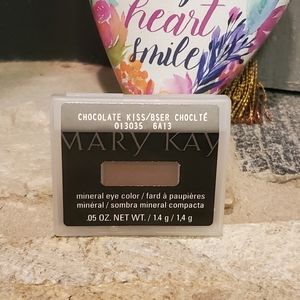 heart
smile
CHOCOLATE KISS/BSER CHOCLTÉ
013035 6A13
MARY KAY
mineral eye color / fard à paupières
minéral / sombra mineral compacta
.05 OZ. NET WT. / 1,4 g / 1,4 g